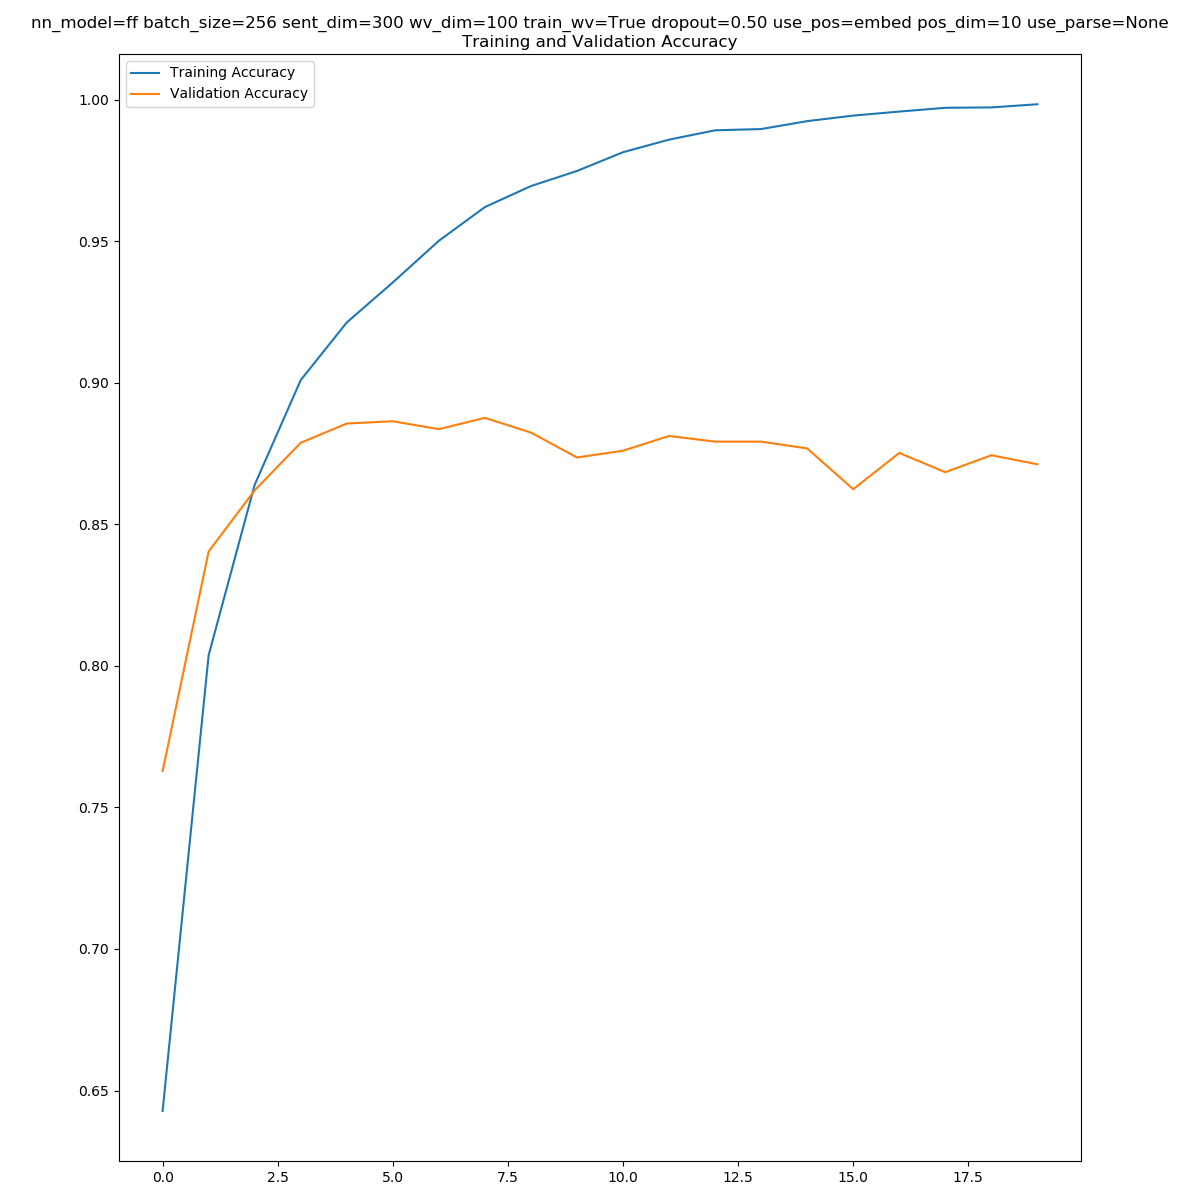 nn_model=ff batch_size=256 sent_dim=300 wv_dim=100 train_wv=True dropout=0.50 use_pos=embed pos_dim=10 use_parse=None
Training and Validation Accuracy
Training Accuracy
Validation Accuracy
1.00
0.95
0.90
0.85
0.80
0.75
0.70
0.65
0.0 2.5 5.0 7.5 10.0 12.5 15.0 17.5